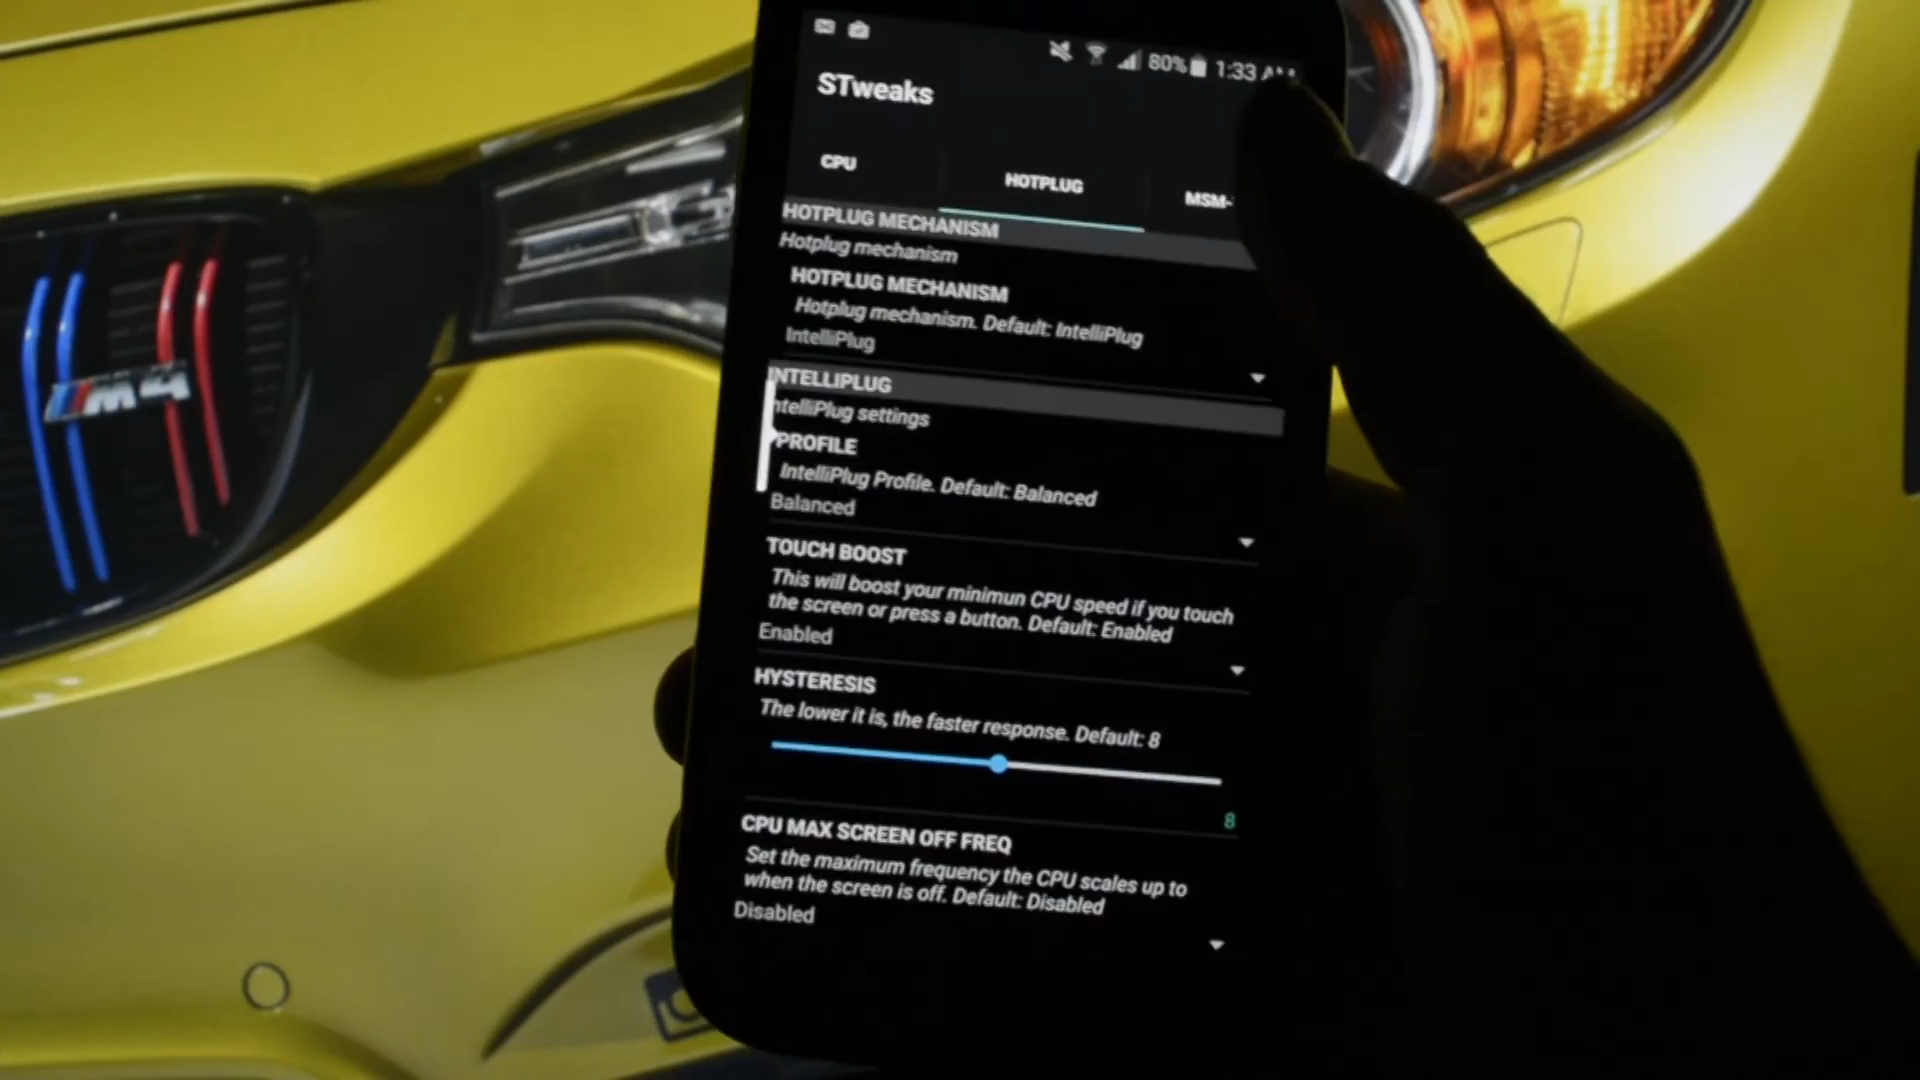 80% 1:33 AM
STweaks
CPU HOTPLUG MSM-
HOTPLUG MECHANISM
Hotplug mechanism
HOTPLUG MECHANISM
Hotplug mechanism. Default: IntelliPlug
IntelliPlug
INTELLIPLUG
IntelliPlug settings
PROFILE
IntelliPlug Profile. Default: Balanced
Balanced
TOUCH BOOST
This will boost your minimun CPU speed if you touch
the screen or press a button. Default: Enabled
Enabled
HYSTERESIS
The lower it is, the faster response. Default: 8
8
CPU MAX SCREEN OFF FREQ
Set the maximum frequency the CPU scales up to
when the screen is off. Default: Disabled
Disabled
M4